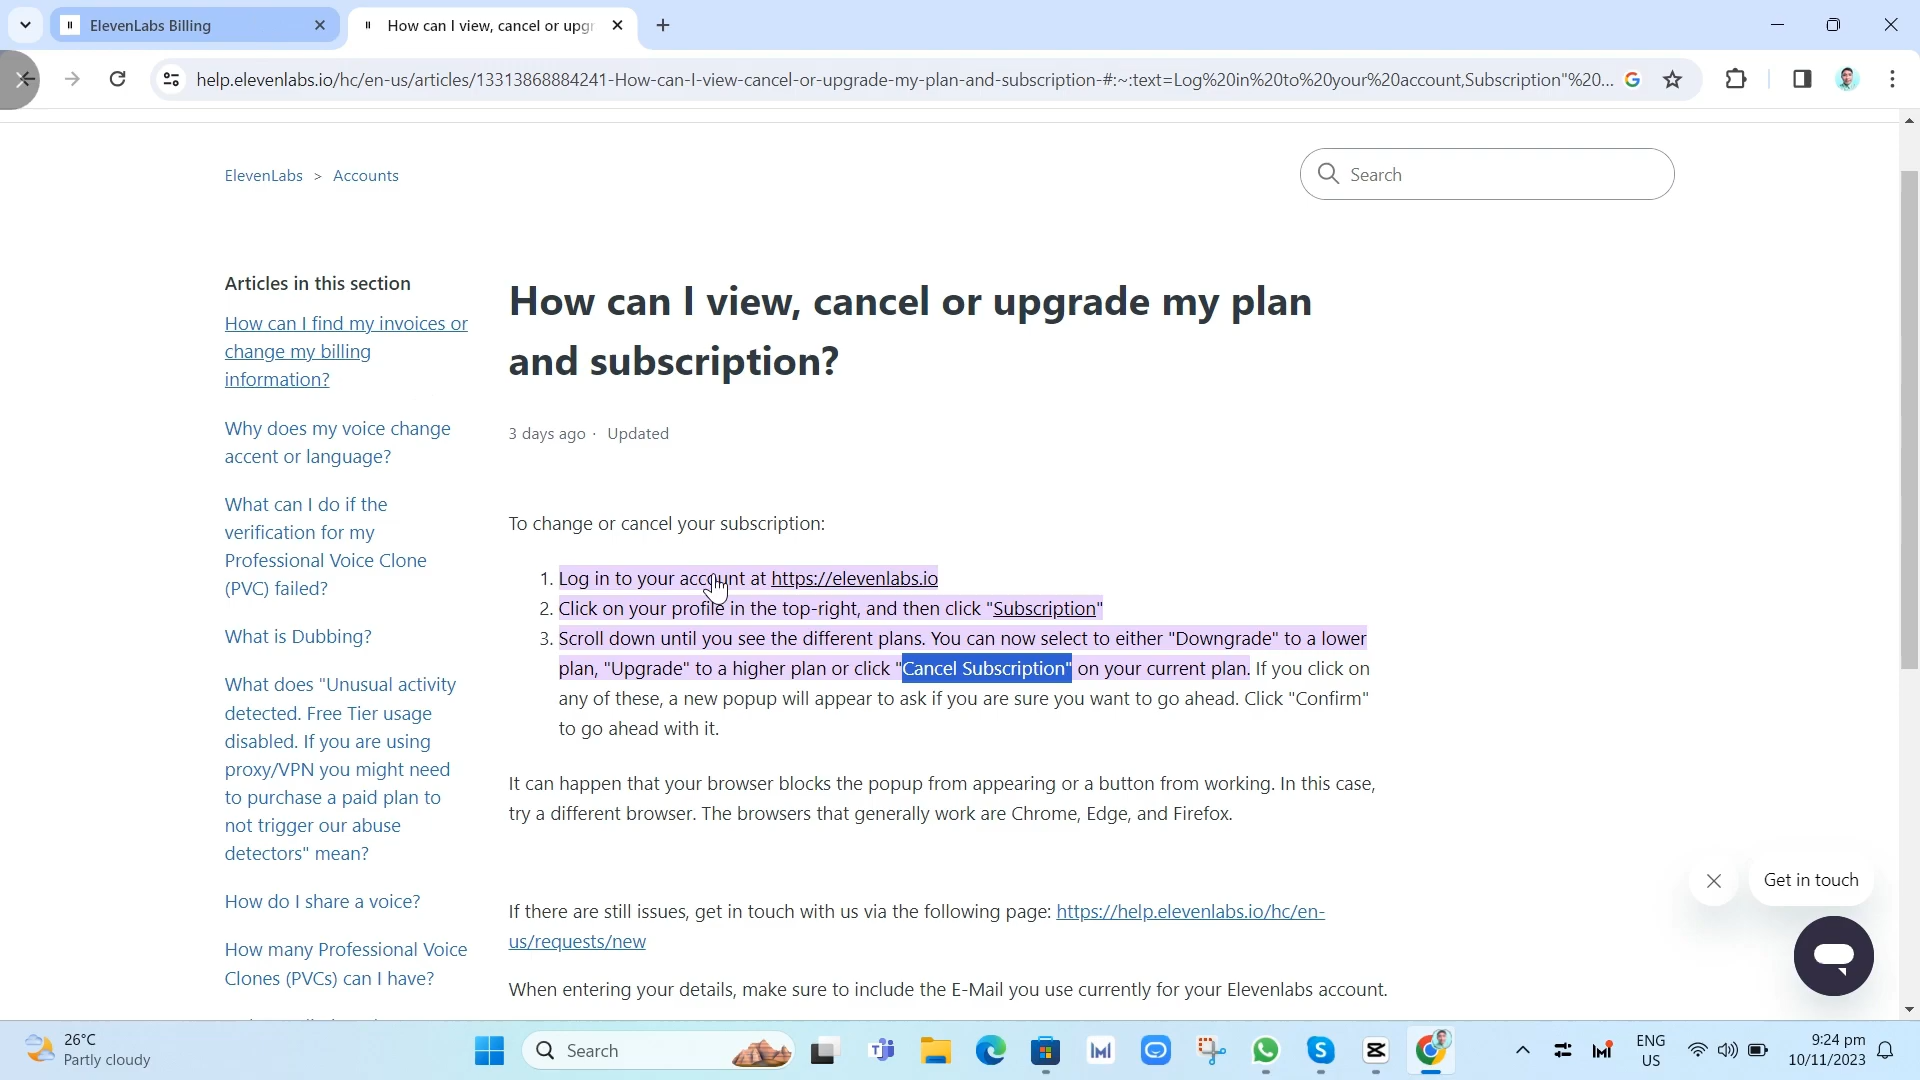 ElevenLabs Billing
How can I view, cancel or upgr
help.elevenlabs.io/hc/en-us/articles/13313868884241-How-can-I-view-cancel-or-upgrade-my-plan-and-subscription-#:~:text=Log%20in%20to%20your%20account,Subscription"%20...
ElevenLabs > Accounts
Search
Articles in this section
How can I find my invoices or
change my billing
information?
Why does my voice change
accent or language?
What can I do if the
verification for my
Professional Voice Clone
(PVC) failed?
What is Dubbing?
What does "Unusual activity
detected. Free Tier usage
disabled. If you are using
proxy/VPN you might need
to purchase a paid plan to
not trigger our abuse
detectors" mean?
How do I share a voice?
How many Professional Voice
Clones (PVCs) can I have?
How can I view, cancel or upgrade my plan
and subscription?
3 days ago · Updated
To change or cancel your subscription:
1. Log in to your account at https://elevenlabs.io
2. Click on your profile in the top-right, and then click "Subscription"
3. Scroll down until you see the different plans. You can now select to either "Downgrade" to a lower
plan, "Upgrade" to a higher plan or click "Cancel Subscription" on your current plan. If you click on
any of these, a new popup will appear to ask if you are sure you want to go ahead. Click "Confirm"
to go ahead with it.
It can happen that your browser blocks the popup from appearing or a button from working. In this case,
try a different browser. The browsers that generally work are Chrome, Edge, and Firefox.
If there are still issues, get in touch with us via the following page: https://help.elevenlabs.io/hc/en-
us/requests/new
When entering your details, make sure to include the E-Mail you use currently for your Elevenlabs account.
Get in touch
26°C
Partly cloudy
Search
ENG
US
9:24 pm
10/11/2023